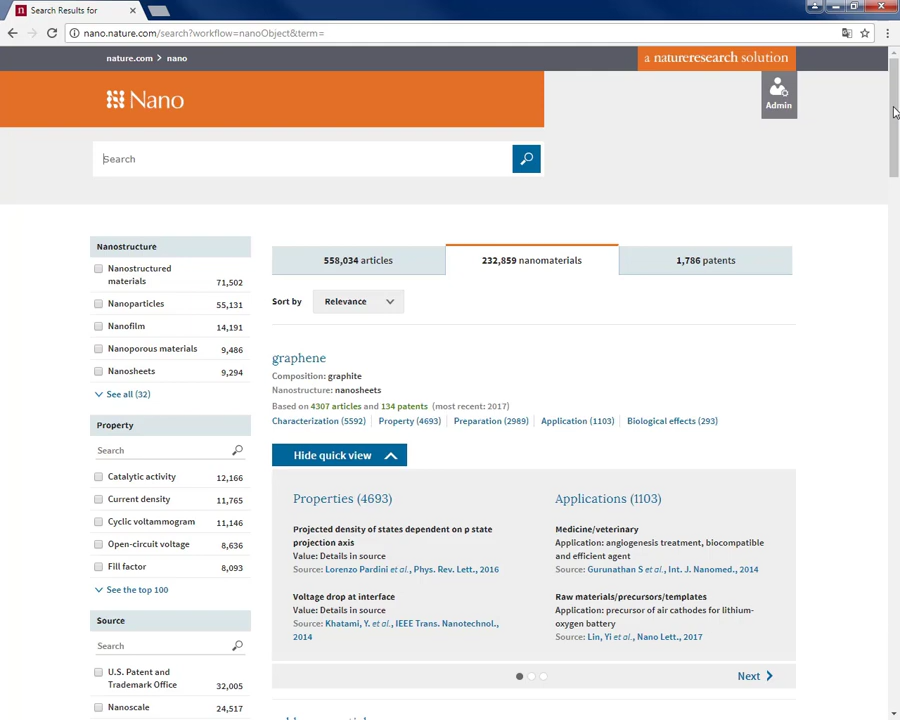 Search Results for
nano.nature.com/search?workflow=nanoObject&term=
nature.com > nano
a natureresearch solution
Nano
Admin
Search
Nanostructure
Nanostructured
materials 71,502
Nanoparticles 55,131
Nanofilm 14,191
Nanoporous materials 9,486
Nanosheets 9,294
See all (32)
Property
Search
Catalytic activity 12,166
Current density 11,765
Cyclic voltammogram 11,146
Open-circuit voltage 8,636
Fill factor 8,093
See the top 100
Source
Search
U.S. Patent and
Trademark Office 32,005
Nanoscale 24,517
558,034 articles
232,859 nanomaterials
1,786 patents
Sort by Relevance
graphene
Composition: graphite
Nanostructure: nanosheets
Based on 4307 articles and 134 patents (most recent: 2017)
Characterization (5592) Property (4693) Preparation (2989) Application (1103) Biological effects (293)
Hide quick view
Properties (4693)
Projected density of states dependent on p state
projection axis
Value: Details in source
Source: Lorenzo Pardini et al., Phys. Rev. Lett., 2016
Voltage drop at interface
Value: Details in source
Source: Khatami, Y. et al., IEEE Trans. Nanotechnol.,
2014
Applications (1103)
Medicine/veterinary
Application: angiogenesis treatment, biocompatible
and efficient agent
Source: Gurunathan S et al., Int. J. Nanomed., 2014
Raw materials/precursors/templates
Application: precursor of air cathodes for lithium-
oxygen battery
Source: Lin, Yi et al., Nano Lett., 2017
Next